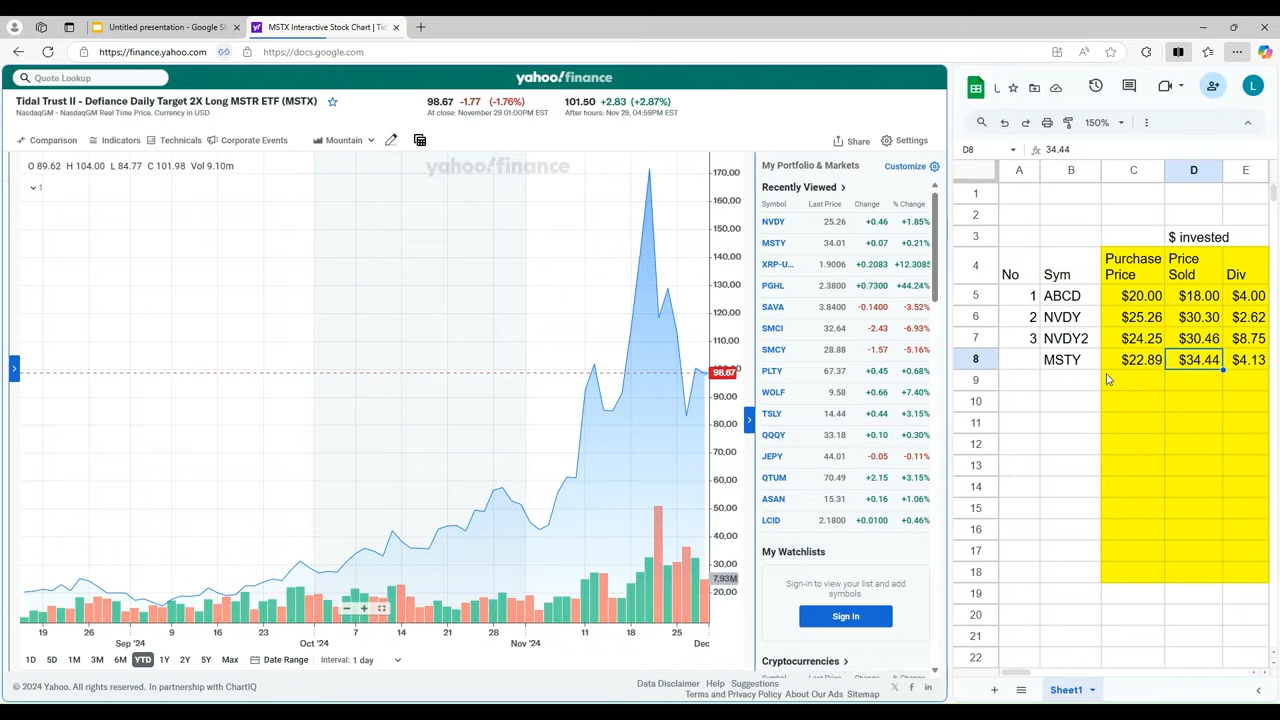 Untitled presentation - Google Sl
MSTX Interactive Stock Chart | Tid
https://finance.yahoo.com
https://docs.google.com
Quote Lookup
yahoo!finance
Tidal Trust II - Defiance Daily Target 2X Long MSTR ETF (MSTX)
NasdaqGM - NasdaqGM Real Time Price. Currency in USD
98.67 -1.77 (-1.76%)
At close: November 29 01:00PM EST
101.50 +2.83 (+2.87%)
After hours: Nov 29, 04:59PM EST
Comparison
Indicators
Technicals
Corporate Events
Mountain
Share
Settings
O 89.62 H 104.00 L 84.77 C 101.98 Vol 9.10m
1
yahoo!finance
170.00
160.00
150.00
140.00
130.00
120.00
110.00
100.00
98.67
90.00
80.00
70.00
60.00
50.00
40.00
30.00
7.93M
20.00
19 26 9 16 23 7 14 21 28 11 18 25
Sep '24 Oct '24 Nov '24 Dec
1D 5D 1M 3M 6M YTD 1Y 2Y 5Y Max Date Range Interval: 1 day
© 2024 Yahoo. All rights reserved. In partnership with ChartIQ
Data Disclaimer Help Suggestions
Terms and Privacy Policy About Our Ads Sitemap
My Portfolio & Markets
Customize
Recently Viewed
Symbol Last Price Change % Change
NVDY 25.26 +0.46 +1.85%
MSTY 34.01 +0.07 +0.21%
XRP-U... 1.9006 +0.2083 +12.3085
PGHL 2.3800 +0.7300 +44.24%
SAVA 3.8400 -0.1400 -3.52%
SMCI 32.64 -2.43 -6.93%
SMCY 28.88 -1.57 -5.16%
PLTY 67.37 +0.45 +0.68%
WOLF 9.58 +0.66 +7.40%
TSLY 14.44 +0.44 +3.15%
QQQY 33.18 +0.10 +0.30%
JEPY 44.01 -0.05 -0.11%
QTUM 70.49 +2.15 +3.15%
ASAN 15.31 +0.16 +1.06%
LCID 2.1800 +0.0100 +0.46%
My Watchlists
Sign-in to view your list and add
symbols.
Sign In
Cryptocurrencies
L
150%
D8
fx 34.44
A B C D E
1
2
3 $ invested
4 No Sym Purchase Price Price Sold Div
5 1 ABCD $20.00 $18.00 $4.00
6 2 NVDY $25.26 $30.30 $2.62
7 3 NVDY2 $24.25 $30.46 $8.75
8 MSTY $22.89 $34.44 $4.13
9
10
11
12
13
14
15
16
17
18
19
20
21
22
Sheet1